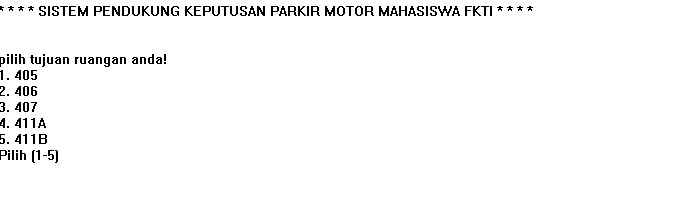 * * * * SISTEM PENDUKUNG KEPUTUSAN PARKIR MOTOR MAHASISWA FKTI * * * *
pilih tujuan ruangan anda!
1. 405
2. 406
3. 407
4. 411A
5. 411B
Pilih (1-5)